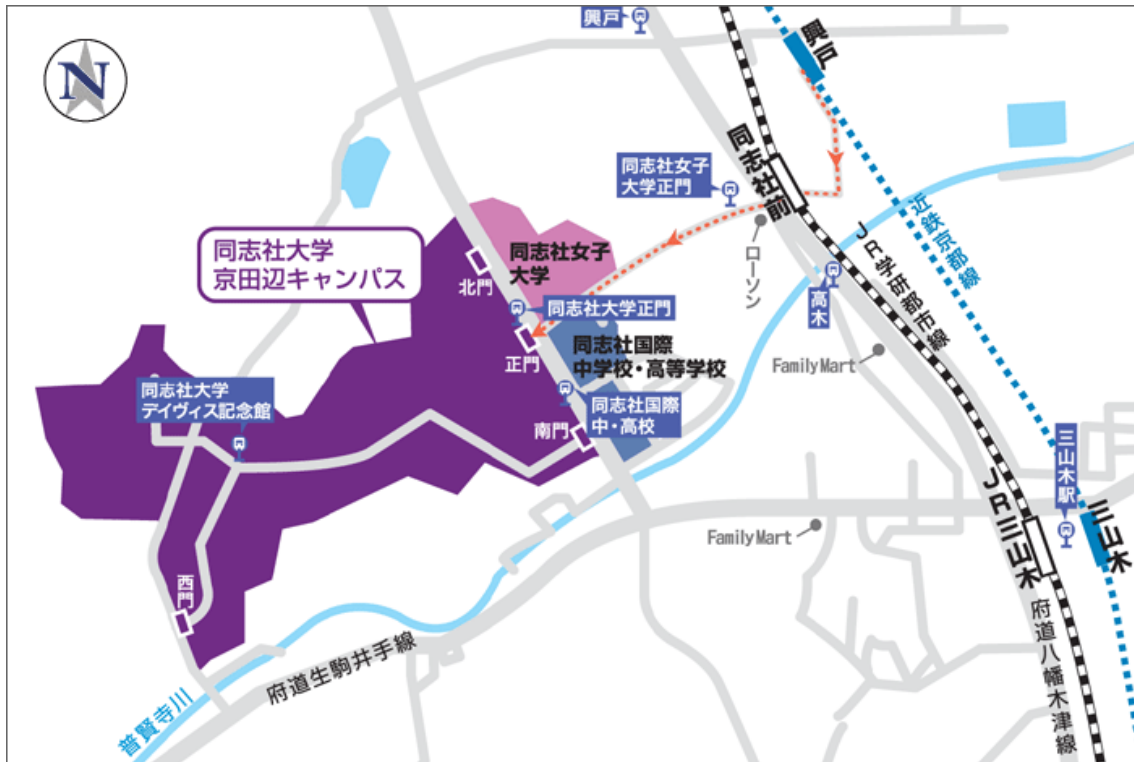 N
興戸
興戸
同志社前
同志社女子
大学正門
近鉄京都線
JR学研都市線
同志社大学
京田辺キャンパス
同志社女子
大学
北門
ローソン
高木
同志社大学正門
正門
同志社国際
中学校・高等学校
FamilyMart
同志社大学
デイヴィス記念館
同志社国際
中・高校
南門
三山木駅
JR三山木
三山木
FamilyMart
西門
府道生駒井手線
府道八幡木津線
普賢寺川